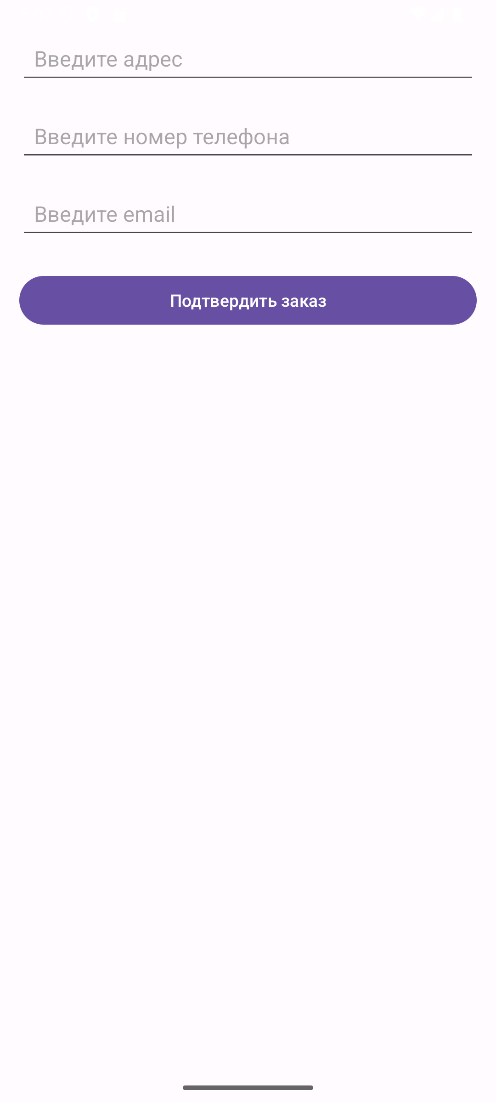 Введите адрес
Введите номер телефона
Введите email
Подтвердить заказ